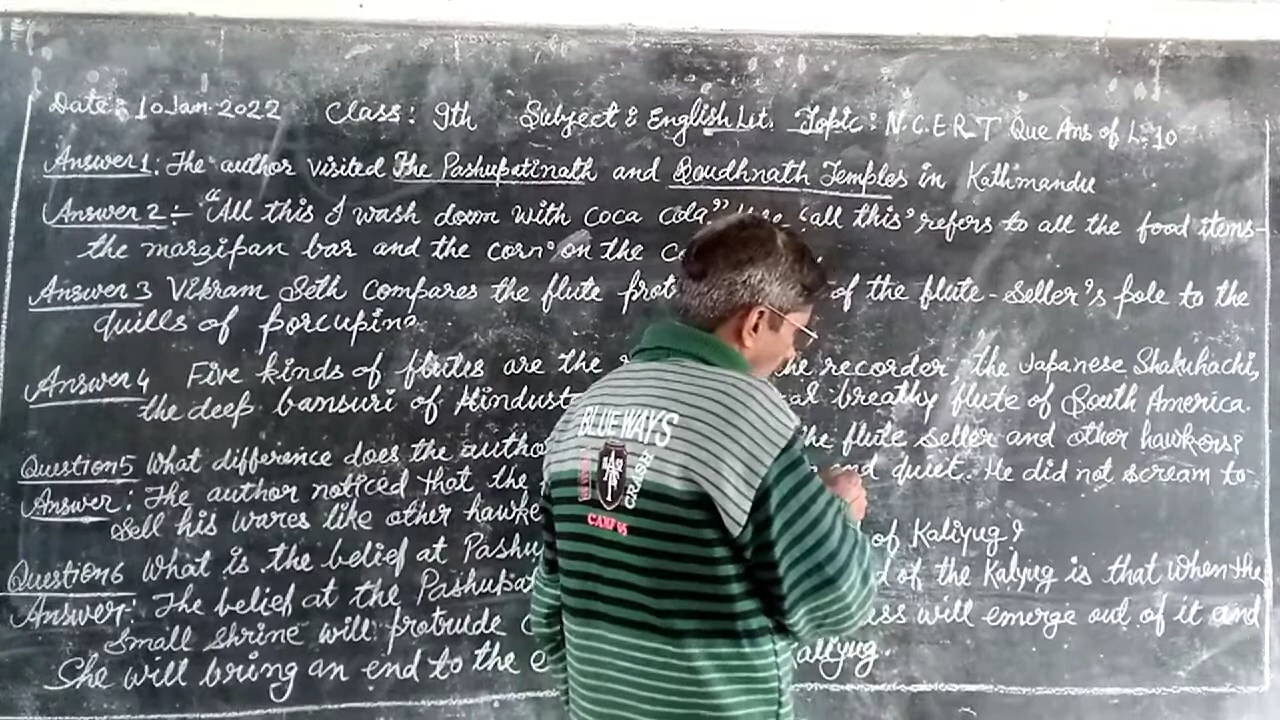 Date: 10 Jan 2022 Class: 9th Subject: English Lit. Topic: N.C.E.R.T Que Ans of L:10
Answer 1: The author visited The Pashupatinath and Boudhnath Temples in Kathmandu
Answer 2:- "All this I wash down with coca cola" 'all this' refers to all the food items-
the marzipan bar and the corn on the
Answer 3 Vikram Seth compares the flute of the flute-seller's pole to the
quills of porcupine
Answer 4 Five kinds of flutes are the recorder, the Japanese Shakuhachi,
the deep bansuri of breathy flute of South America.
Question 5 What difference does the flute seller and other hawkers?
Answer: The author noticed that the and quiet. He did not scream to
sell his wares like other
Question 6 What is the belief at of Kaliyug?
Answer: The belief at the of the Kalyug is that when the
small shrine will protrude will emerge out of it and
She will bring an end to the Kaliyug.
BLUE WAYS
CRASH